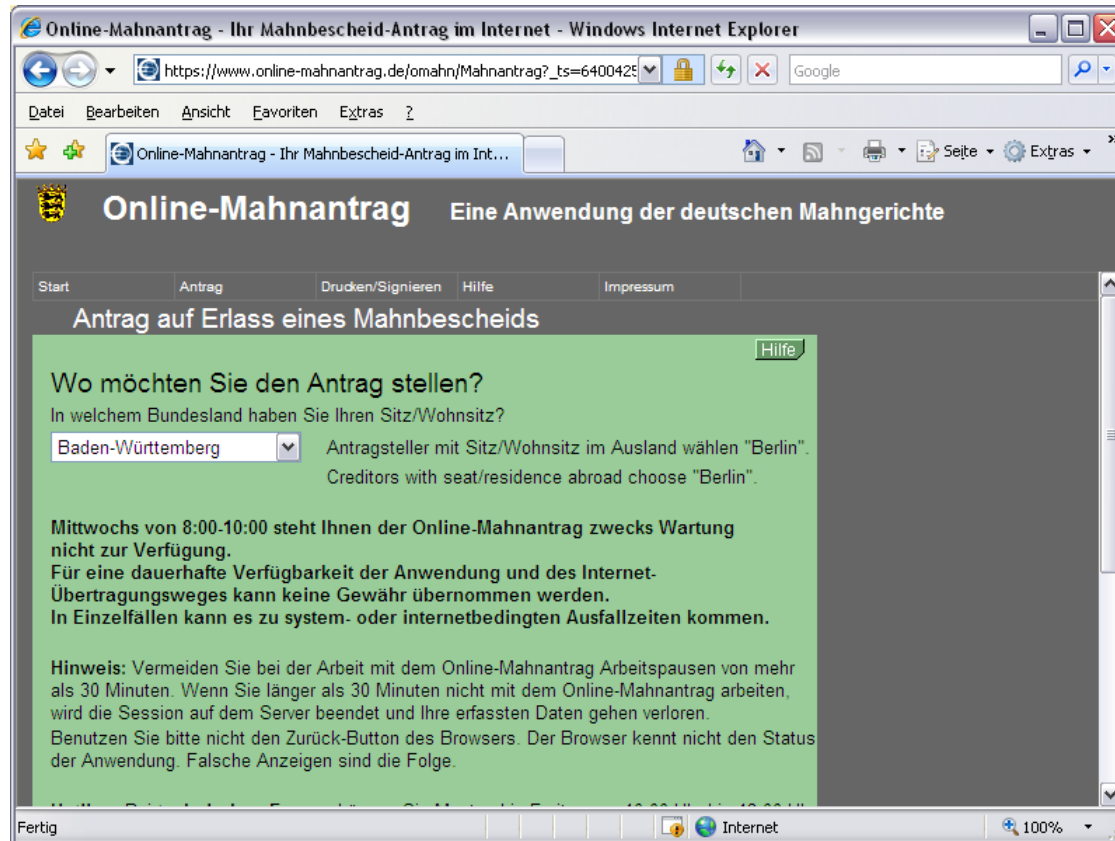 Online-Mahnantrag - Ihr Mahnbescheid-Antrag im Internet - Windows Internet Explorer
https://www.online-mahnantrag.de/omahn/Mahnantrag?_ts=6400425
Google
Datei Bearbeiten Ansicht Favoriten Extras ?
Online-Mahnantrag - Ihr Mahnbescheid-Antrag im Int...
Seite Extras »
Online-Mahnantrag Eine Anwendung der deutschen Mahngerichte
Start Antrag Drucken/Signieren Hilfe Impressum
Antrag auf Erlass eines Mahnbescheids
Hilfe
Wo möchten Sie den Antrag stellen?
In welchem Bundesland haben Sie Ihren Sitz/Wohnsitz?
Baden-Württemberg Antragsteller mit Sitz/Wohnsitz im Ausland wählen "Berlin".
Creditors with seat/residence abroad choose "Berlin".
Mittwochs von 8:00-10:00 steht Ihnen der Online-Mahnantrag zwecks Wartung
nicht zur Verfügung.
Für eine dauerhafte Verfügbarkeit der Anwendung und des Internet-
Übertragungsweges kann keine Gewähr übernommen werden.
In Einzelfällen kann es zu system- oder internetbedingten Ausfallzeiten kommen.
Hinweis: Vermeiden Sie bei der Arbeit mit dem Online-Mahnantrag Arbeitspausen von mehr
als 30 Minuten. Wenn Sie länger als 30 Minuten nicht mit dem Online-Mahnantrag arbeiten,
wird die Session auf dem Server beendet und Ihre erfassten Daten gehen verloren.
Benutzen Sie bitte nicht den Zurück-Button des Browsers. Der Browser kennt nicht den Status
der Anwendung. Falsche Anzeigen sind die Folge.
Fertig Internet 100%